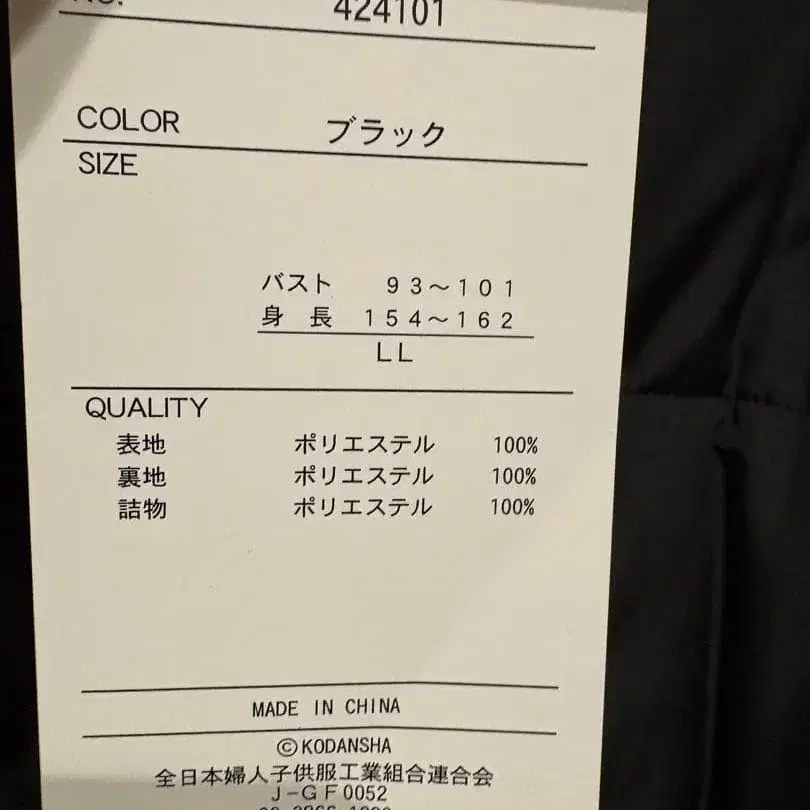 NO. 424101
COLOR ブラック
SIZE
バスト 93～101
身長 154～162
LL
QUALITY
表地 ポリエステル 100%
裏地 ポリエステル 100%
詰物 ポリエステル 100%
MADE IN CHINA
©KODANSHA
全日本婦人子供服工業組合連合会
J-GF0052